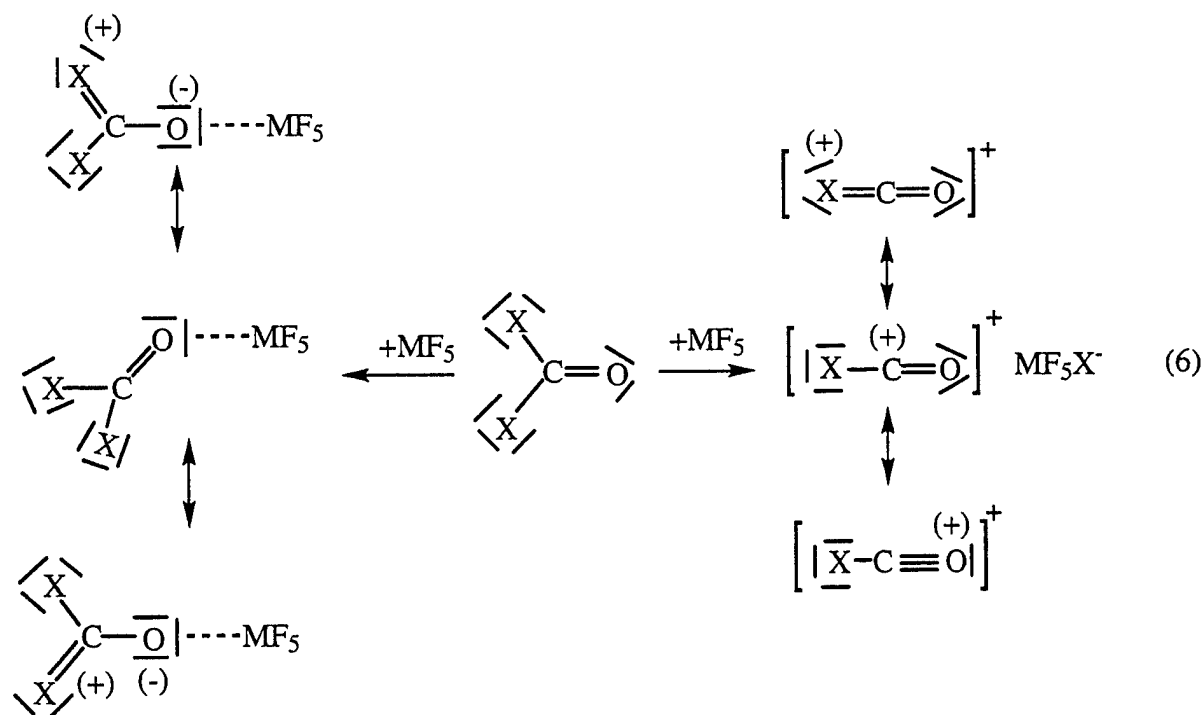 (+)
X
(-)
C O MF5
X
(+)
X C O +
O MF5
+MF5 X C O +MF5 (+) X C O + MF5X- (6)
X C
X
X
(+)
X C O +
X
C O MF5
X (+) (-)